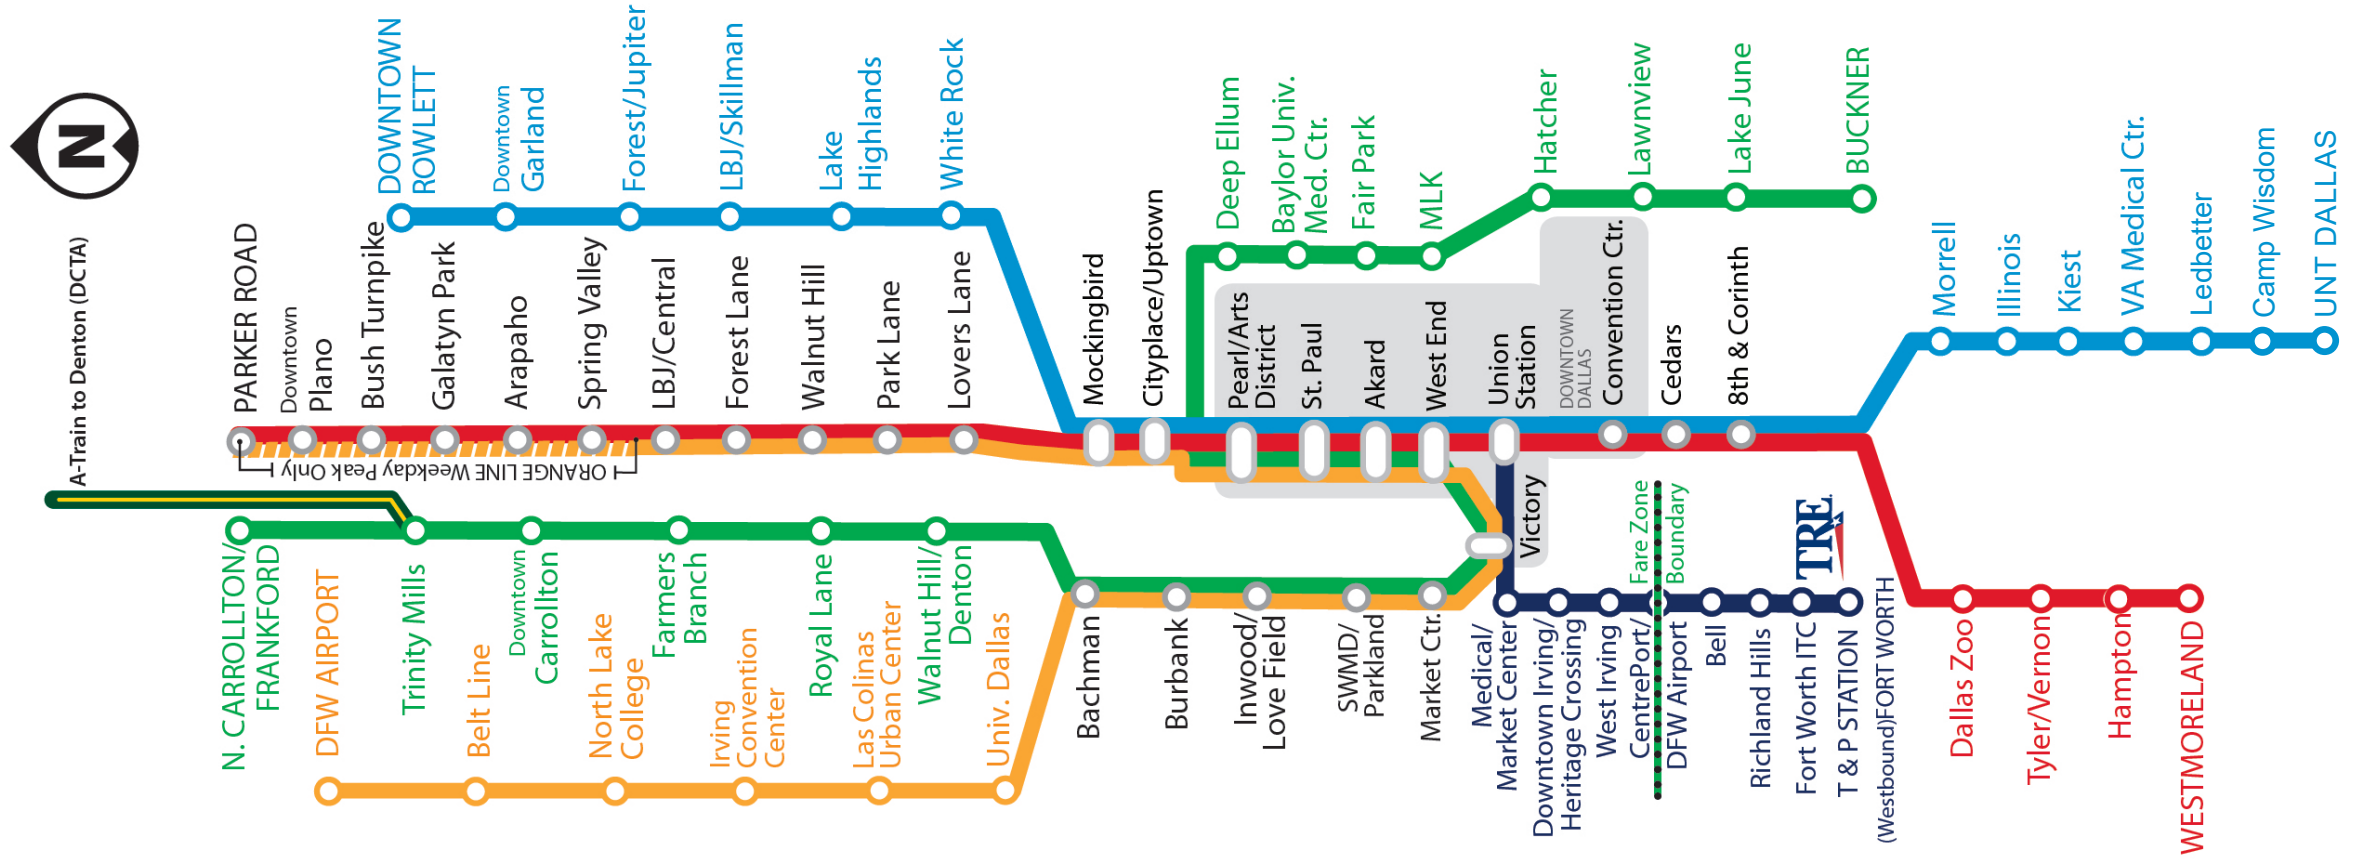 N
A-Train to Denton (DCTA)
DOWNTOWN
ROWLETT
Downtown
Garland
Forest/Jupiter
LBJ/Skillman
Lake
Highlands
White Rock
PARKER ROAD
Downtown
Plano
Bush Turnpike
Galatyn Park
Arapaho
Spring Valley
LBJ/Central
Forest Lane
Walnut Hill
Park Lane
Lovers Lane
ORANGE LINE Weekday Peak Only
Mockingbird
Cityplace/Uptown
Deep Ellum
Baylor Univ.
Med. Ctr.
Fair Park
MLK
Hatcher
Lawnview
Lake June
BUCKNER
Pearl/Arts
District
St. Paul
Akard
West End
Union
Station
DOWNTOWN
DALLAS
Convention Ctr.
Cedars
8th & Corinth
Morrell
Illinois
Kiest
VA Medical Ctr.
Ledbetter
Camp Wisdom
UNT DALLAS
N. CARROLLTON/
FRANKFORD
DFW AIRPORT
Trinity Mills
Belt Line
Downtown
Carrollton
North Lake
College
Farmers
Branch
Irving
Convention
Center
Royal Lane
Las Colinas
Urban Center
Walnut Hill/
Denton
Univ. Dallas
Bachman
Burbank
Inwood/
Love Field
SWMD/
Parkland
Market Ctr.
Victory
Medical/
Market Center
Downtown Irving/
Heritage Crossing
West Irving
CentrePort/
DFW Airport
Fare Zone
Boundary
Bell
Richland Hills
Fort Worth ITC
T & P STATION
(Westbound)FORT WORTH
TRE
Dallas Zoo
Tyler/Vernon
Hampton
WESTMORELAND